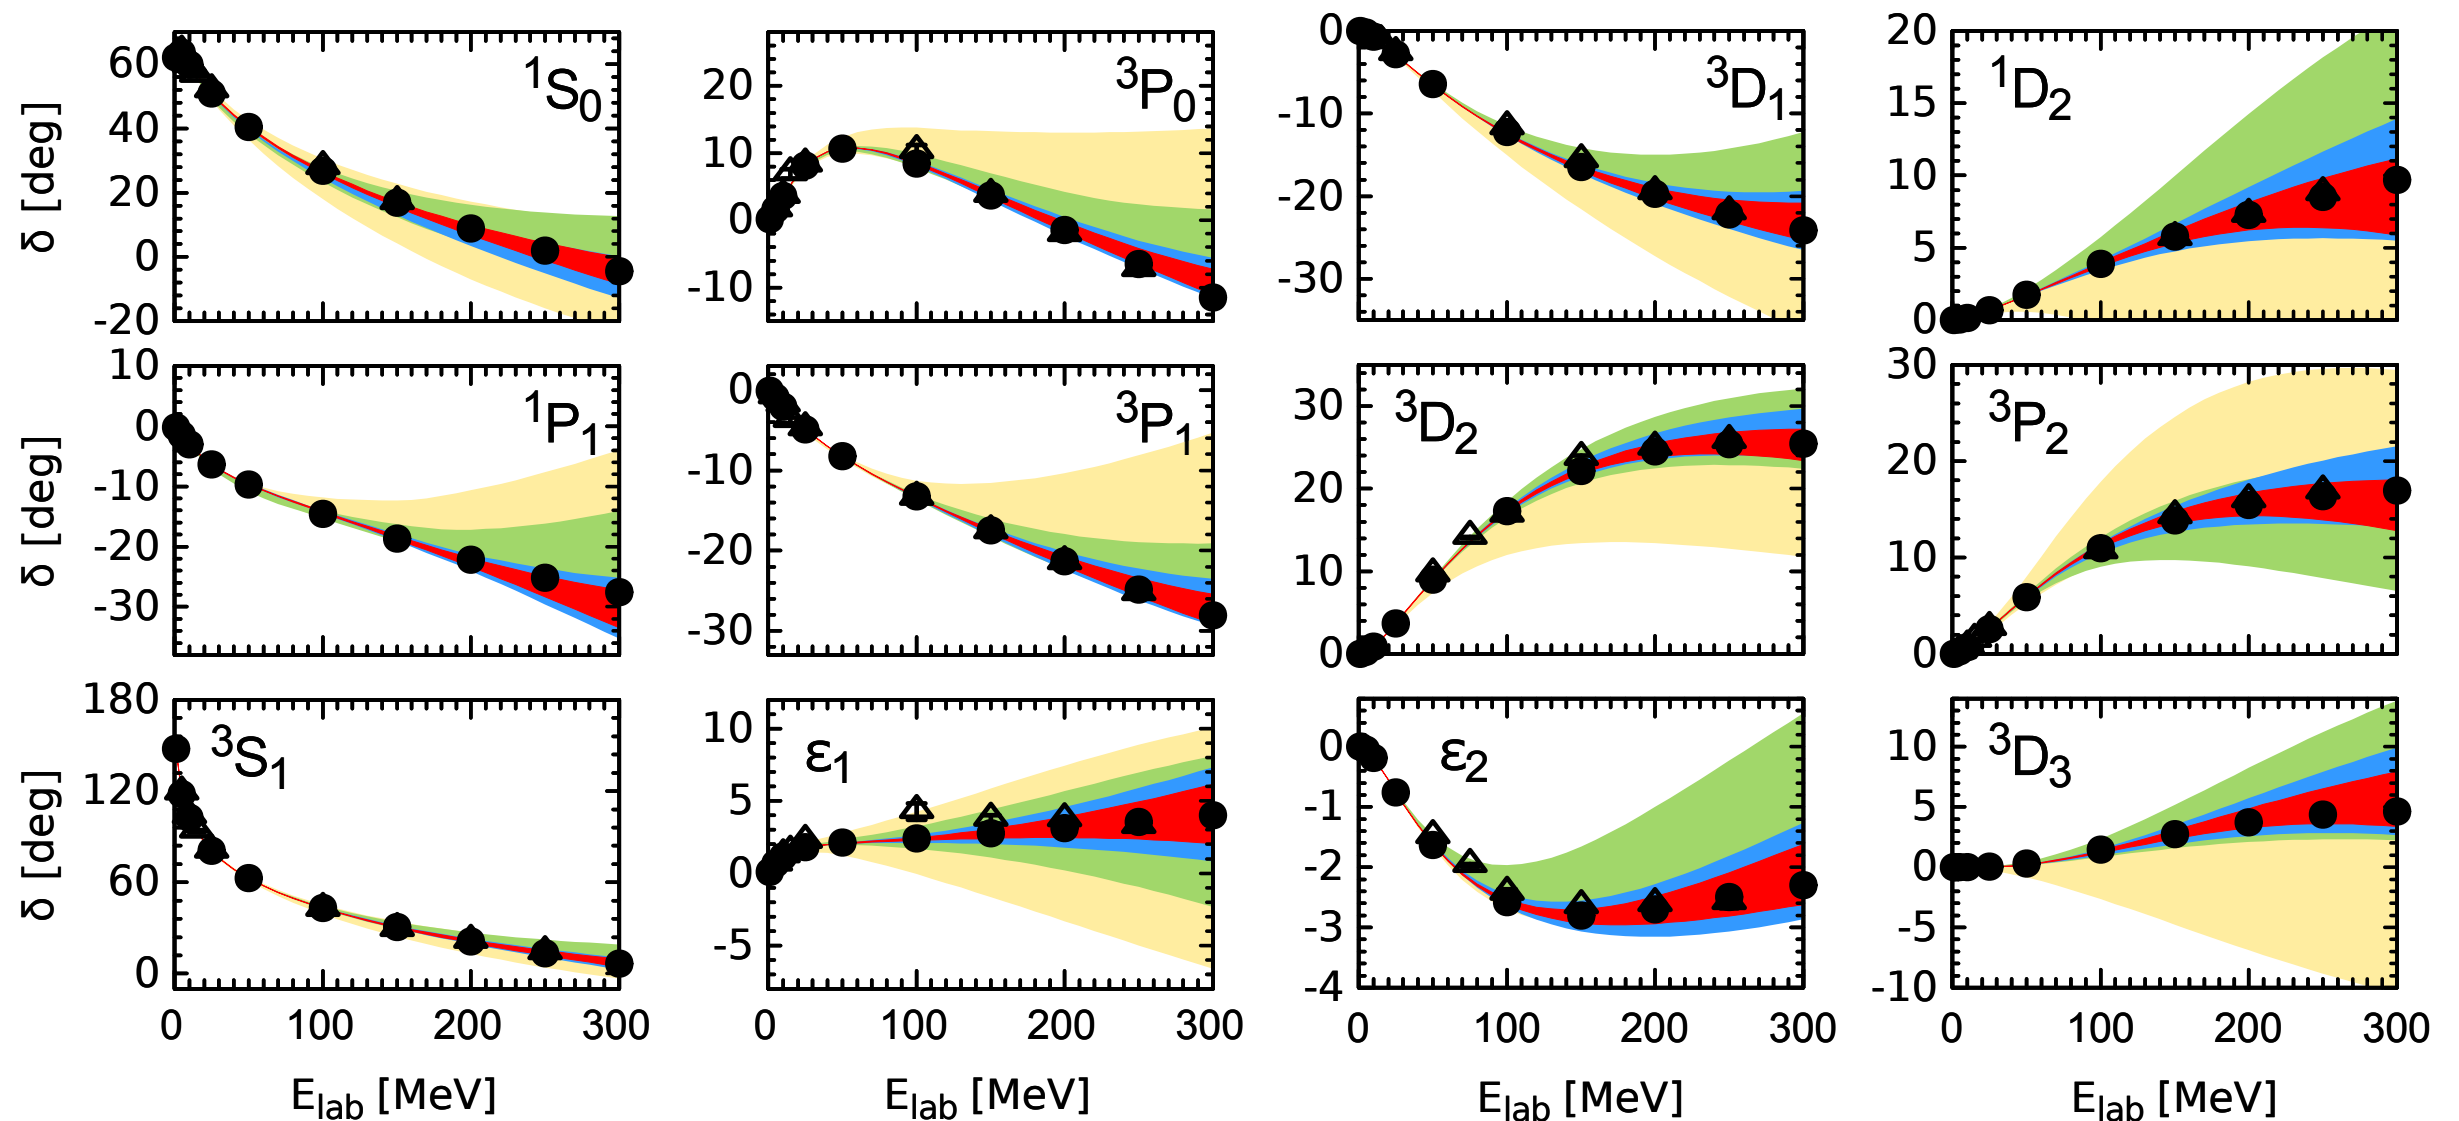 60
40
20
0
-20
δ [deg]
¹S₀
20
10
0
-10
³P₀
0
-10
-20
-30
³D₁
20
15
10
5
0
¹D₂
10
0
-10
-20
-30
δ [deg]
¹P₁
0
-10
-20
-30
³P₁
30
20
10
0
³D₂
30
20
10
0
³P₂
180
120
60
0
δ [deg]
³S₁
0 100 200 300
E_lab [MeV]
10
5
0
-5
ε₁
0 100 200 300
E_lab [MeV]
0
-1
-2
-3
-4
ε₂
0 100 200 300
E_lab [MeV]
10
5
0
-5
-10
³D₃
0 100 200 300
E_lab [MeV]